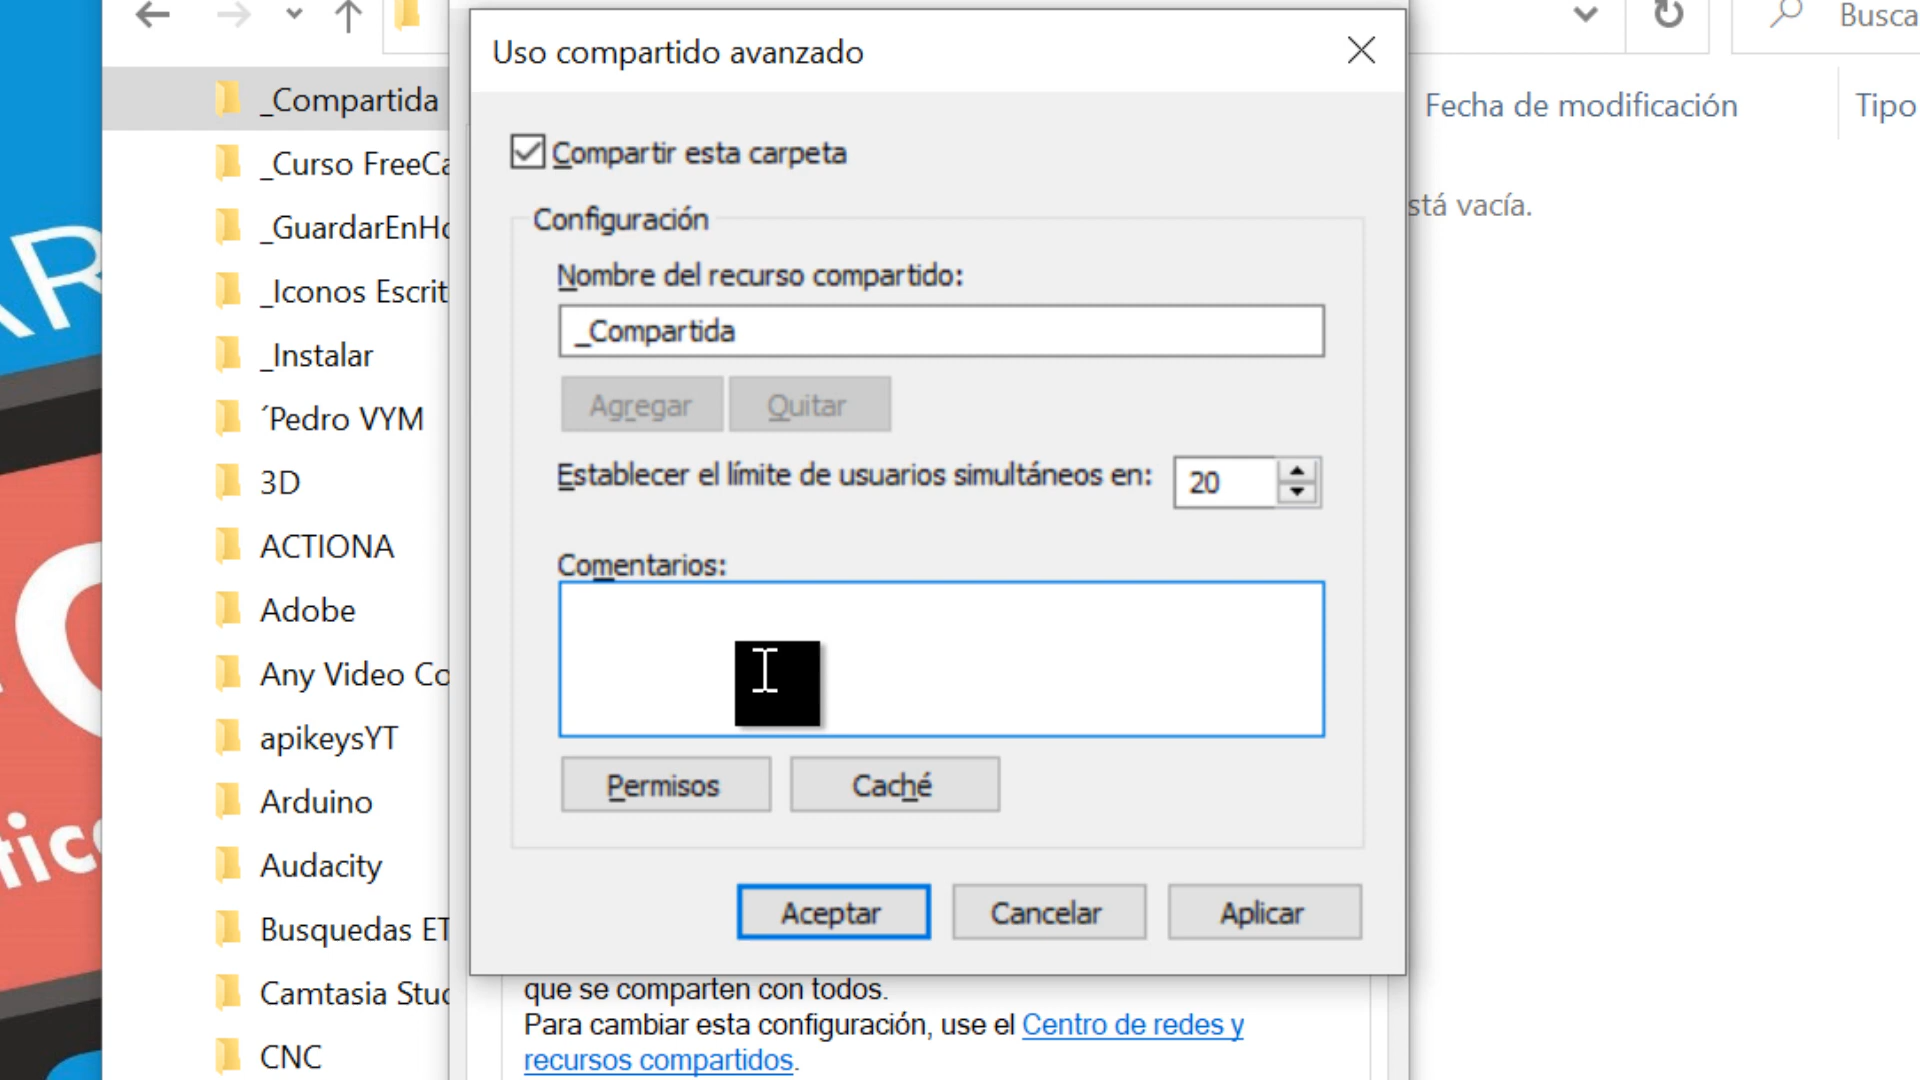 Busca
Uso compartido avanzado
_Compartida
Fecha de modificación
Tipo
Compartir esta carpeta
_Curso FreeCa
Configuración
stá vacía.
_GuardarEnHo
Nombre del recurso compartido:
_Iconos Escrit
_Compartida
_Instalar
Agregar
Quitar
´Pedro VYM
Establecer el límite de usuarios simultáneos en:
20
3D
ACTIONA
Comentarios:
Adobe
Any Video Co
apikeysYT
Permisos
Caché
Arduino
Audacity
Aceptar
Cancelar
Aplicar
Busquedas ET
Camtasia Stud
que se comparten con todos.
Para cambiar esta configuración, use el Centro de redes y
recursos compartidos.
CNC